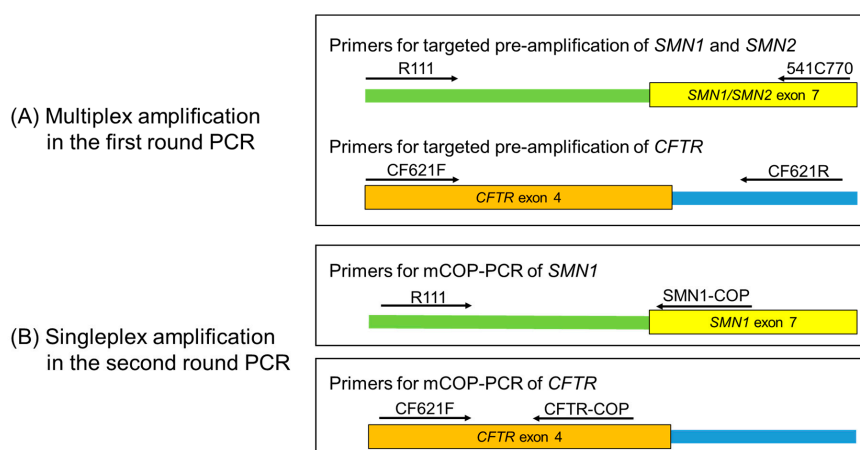 Primers for targeted pre-amplification of SMN1 and SMN2
R111
541C770
SMN1/SMN2 exon 7
(A) Multiplex amplification
in the first round PCR
Primers for targeted pre-amplification of CFTR
CF621F
CF621R
CFTR exon 4
Primers for mCOP-PCR of SMN1
R111
SMN1-COP
SMN1 exon 7
(B) Singleplex amplification
in the second round PCR
Primers for mCOP-PCR of CFTR
CF621F
CFTR-COP
CFTR exon 4